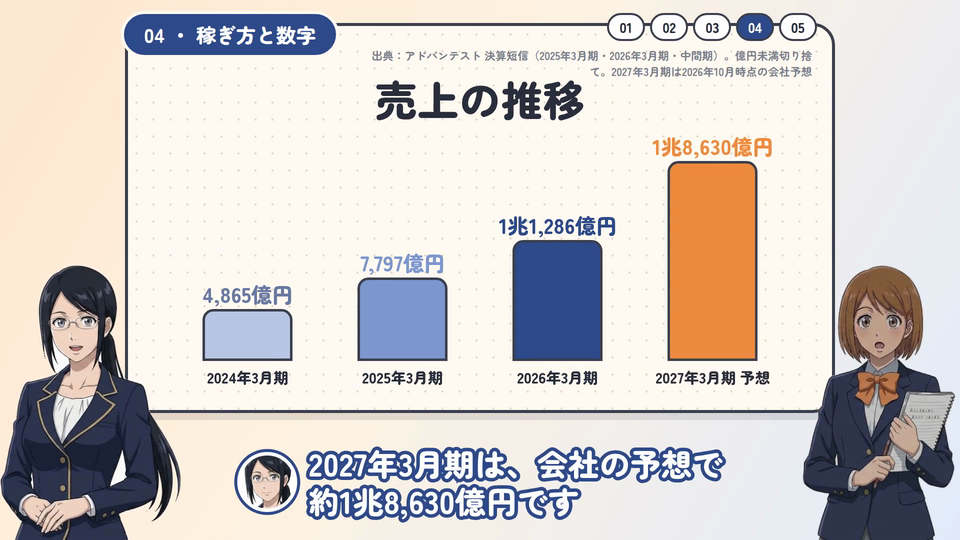 04 ・ 稼ぎ方と数字
01 02 03 04 05
出典：アドバンテスト 決算短信（2025年3月期・2026年3月期・中間期）。億円未満切り捨
て。2027年3月期は2026年10月時点の会社予想
売上の推移
4,865億円
7,797億円
1兆1,286億円
1兆8,630億円
2024年3月期
2025年3月期
2026年3月期
2027年3月期 予想
2027年3月期は、会社の予想で
約1兆8,630億円です